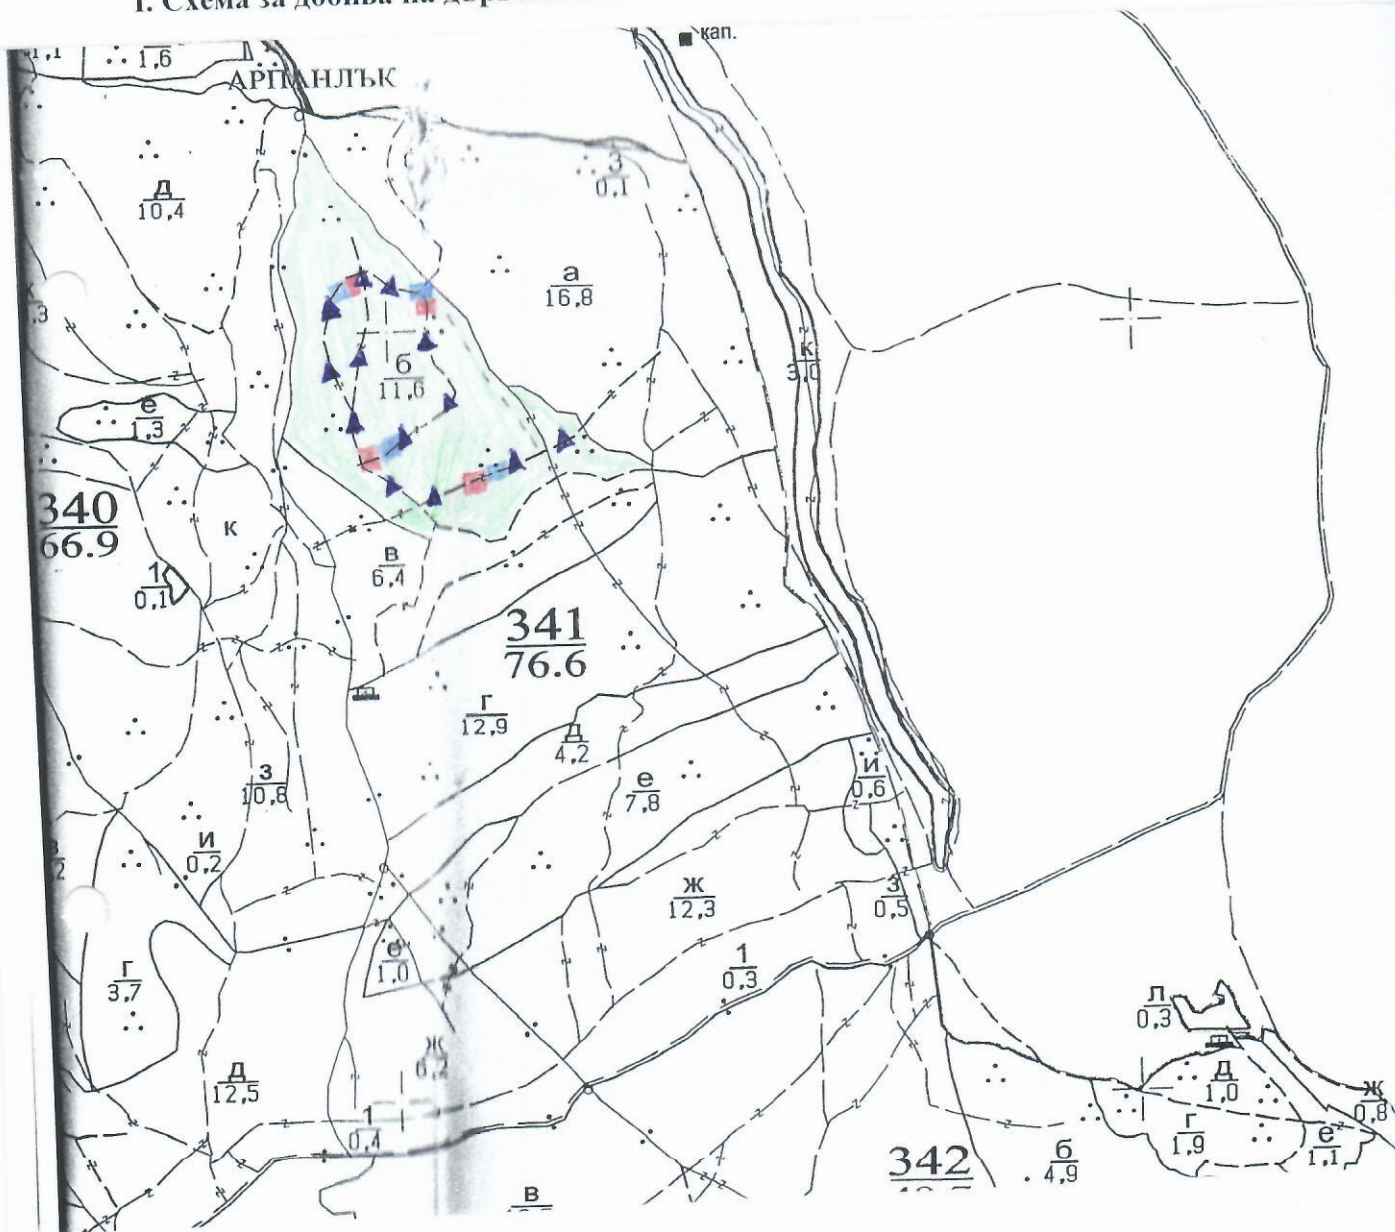 1. Схема за добива на
кап.
1,1
1,6
АРПАНЛЪК
З
0,1
д
10,4
а
16,8
к
3,0
б
11,6
е
1,3
340
66.9
к
в
6,4
1
0,1
341
76.6
г
12,9
д
4,2
е
7,8
и
0,6
з
10,8
и
0,2
ж
12,3
з
0,5
е
1,0
1
0,3
г
3,7
л
0,3
ж
6,2
д
12,5
1
0,4
д
1,0
ж
0,8
г
1,9
е
1,1
342
б
4,9
в